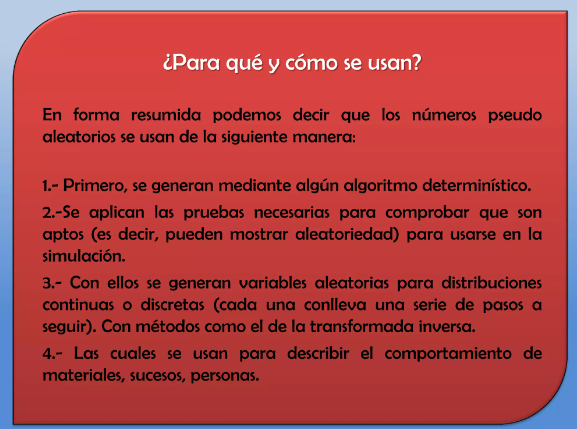 ¿Para qué y cómo se usan?
En forma resumida podemos decir que los números pseudo
aleatorios se usan de la siguiente manera:
1.- Primero, se generan mediante algún algoritmo determinístico.
2.-Se aplican las pruebas necesarias para comprobar que son
aptos (es decir, pueden mostrar aleatoriedad) para usarse en la
simulación.
3.- Con ellos se generan variables aleatorias para distribuciones
continuas o discretas (cada una conlleva una serie de pasos a
seguir). Con métodos como el de la transformada inversa.
4.- Las cuales se usan para describir el comportamiento de
materiales, sucesos, personas.